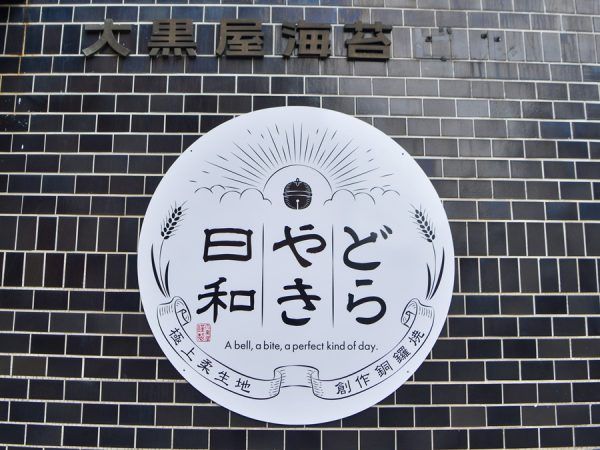 大黒屋海苔
どら
やき
日和
A bell, a bite, a perfect kind of day.
極上柔生地
創作銅鑼焼